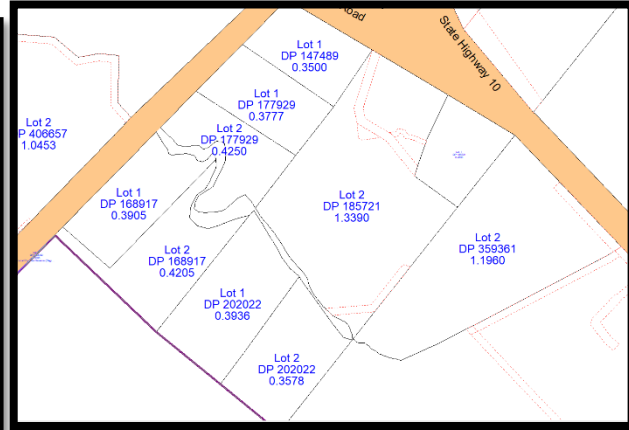 Road
State Highway 10
Lot 1
DP 147489
0.3500
Lot 1
DP 177929
0.3777
Lot 2
DP 177929
0.4250
Lot 2
P 406657
1.0453
Lot 1
DP 168917
0.3905
Lot 2
DP 185721
1.3390
Lot 2
DP 359361
1.1960
Lot 2
DP 168917
0.4205
Lot 1
DP 202022
0.3936
Lot 2
DP 202022
0.3578